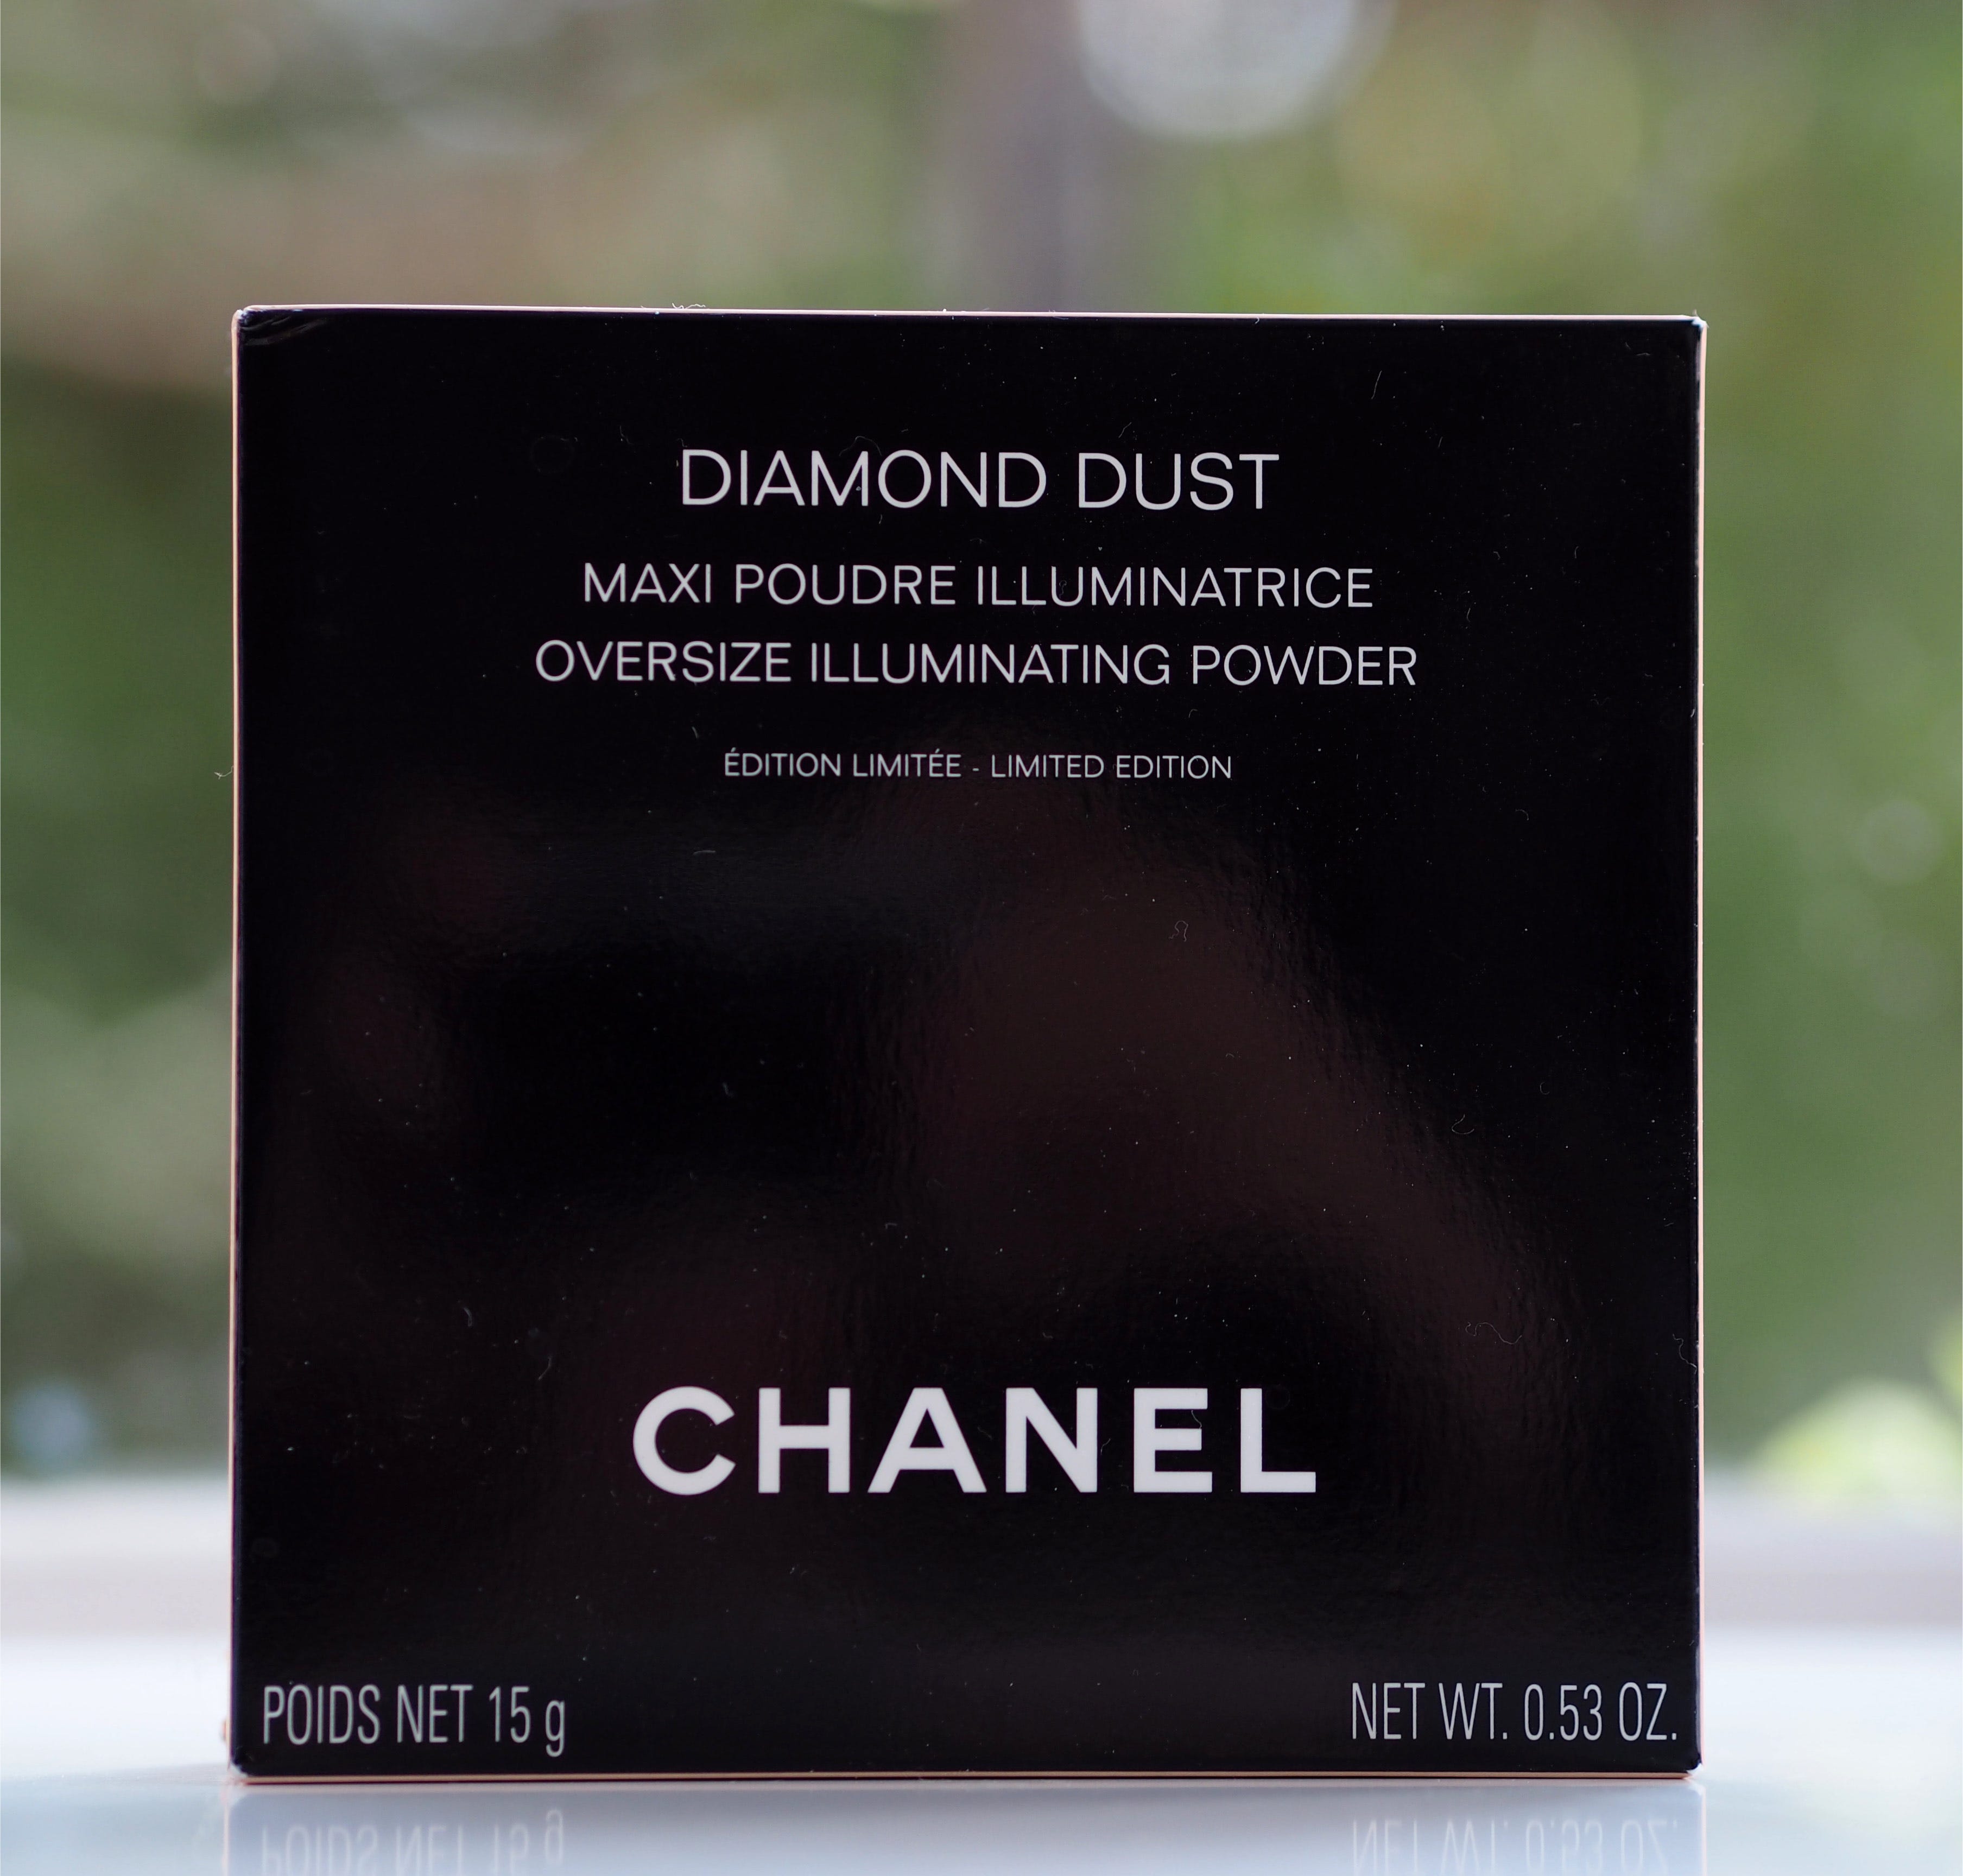 DIAMOND DUST
MAXI POUDRE ILLUMINATRICE
OVERSIZE ILLUMINATING POWDER
ÉDITION LIMITÉE - LIMITED EDITION
CHANEL
POIDS NET 15 g
NET WT. 0.53 OZ.